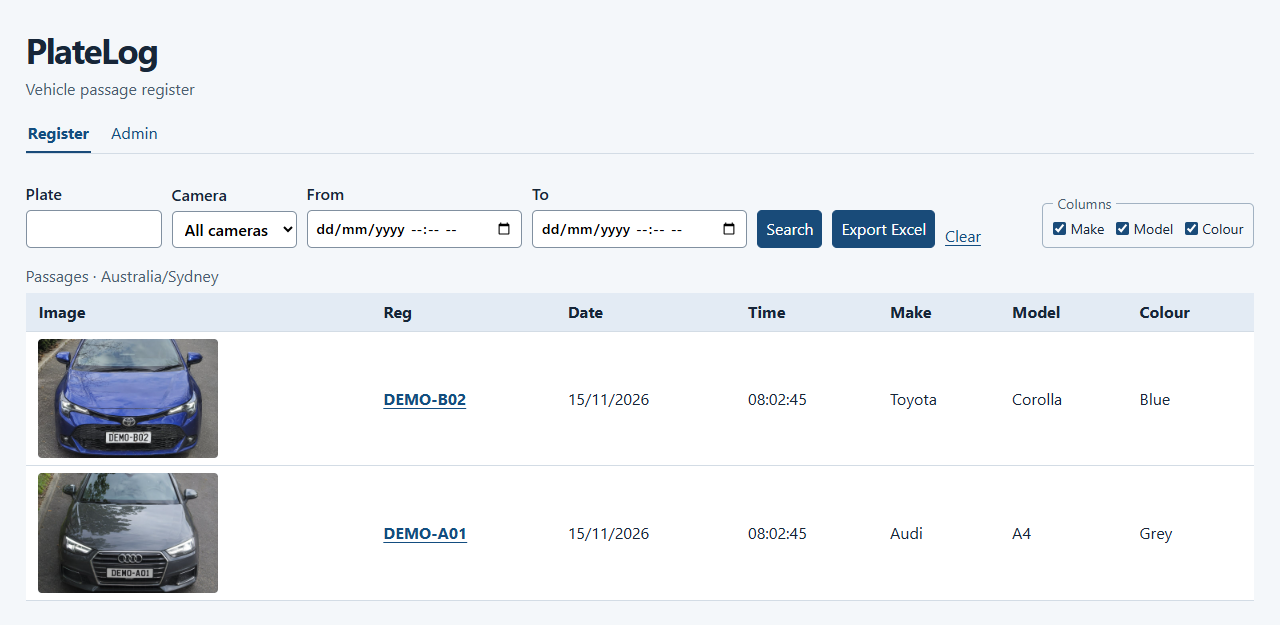 PlateLog
Vehicle passage register
Register Admin
Plate Camera From To
Columns
All cameras dd/mm/yyyy --:-- -- dd/mm/yyyy --:-- -- Search Export Excel Clear Make Model Colour
Passages · Australia/Sydney
Image Reg Date Time Make Model Colour
DEMO-B02 DEMO-B02 15/11/2026 08:02:45 Toyota Corolla Blue
DEMO-A01 DEMO-A01 15/11/2026 08:02:45 Audi A4 Grey